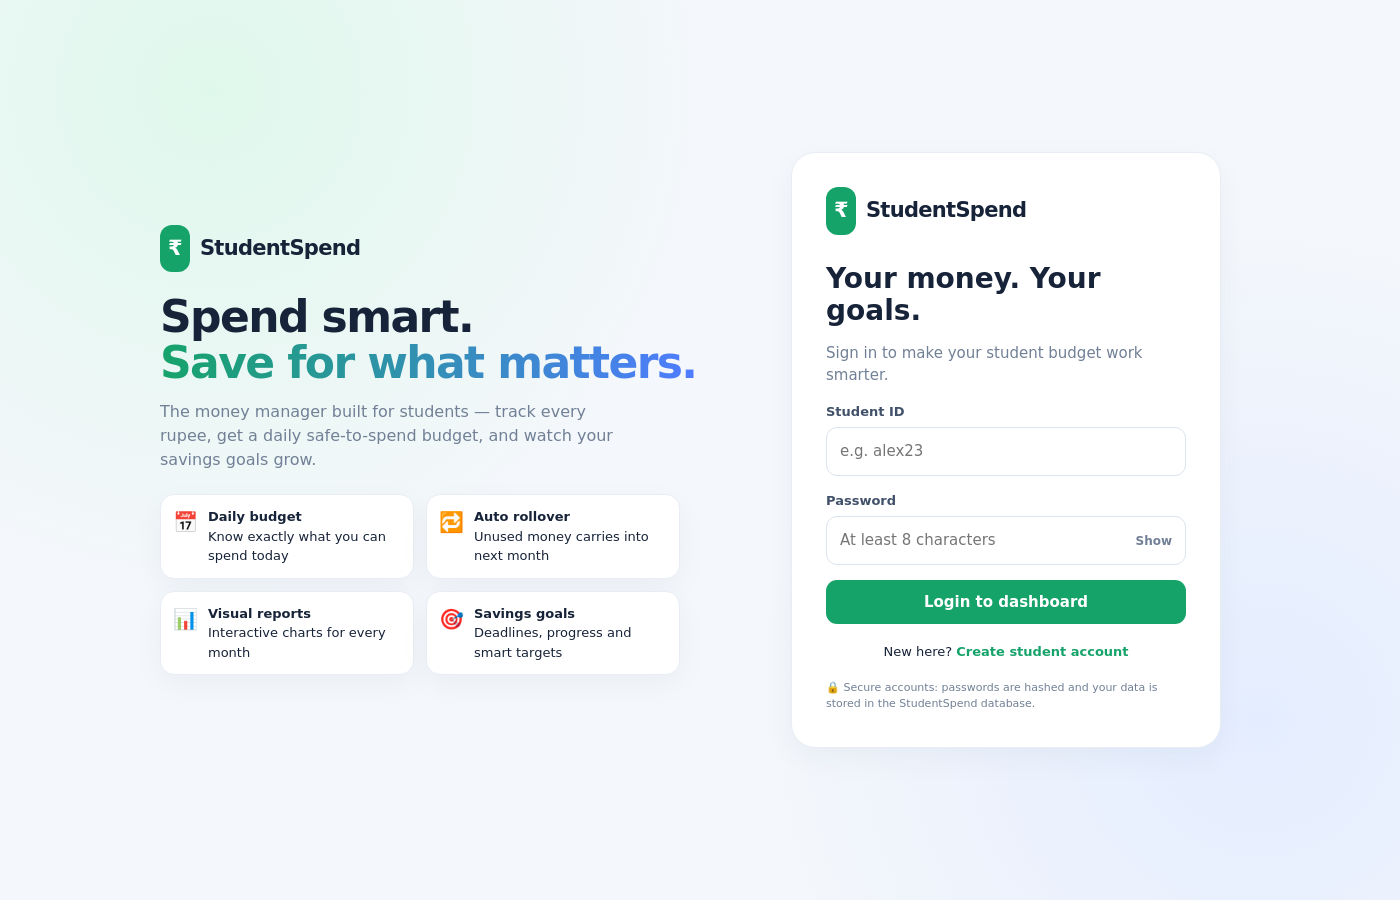 ₹ StudentSpend
Spend smart.
Save for what matters.
The money manager built for students — track every
rupee, get a daily safe-to-spend budget, and watch your
savings goals grow.
Daily budget
Know exactly what you can
spend today
Auto rollover
Unused money carries into
next month
Visual reports
Interactive charts for every
month
Savings goals
Deadlines, progress and
smart targets
₹ StudentSpend
Your money. Your
goals.
Sign in to make your student budget work
smarter.
Student ID
e.g. alex23
Password
At least 8 characters Show
Login to dashboard
New here? Create student account
🔒 Secure accounts: passwords are hashed and your data is
stored in the StudentSpend database.